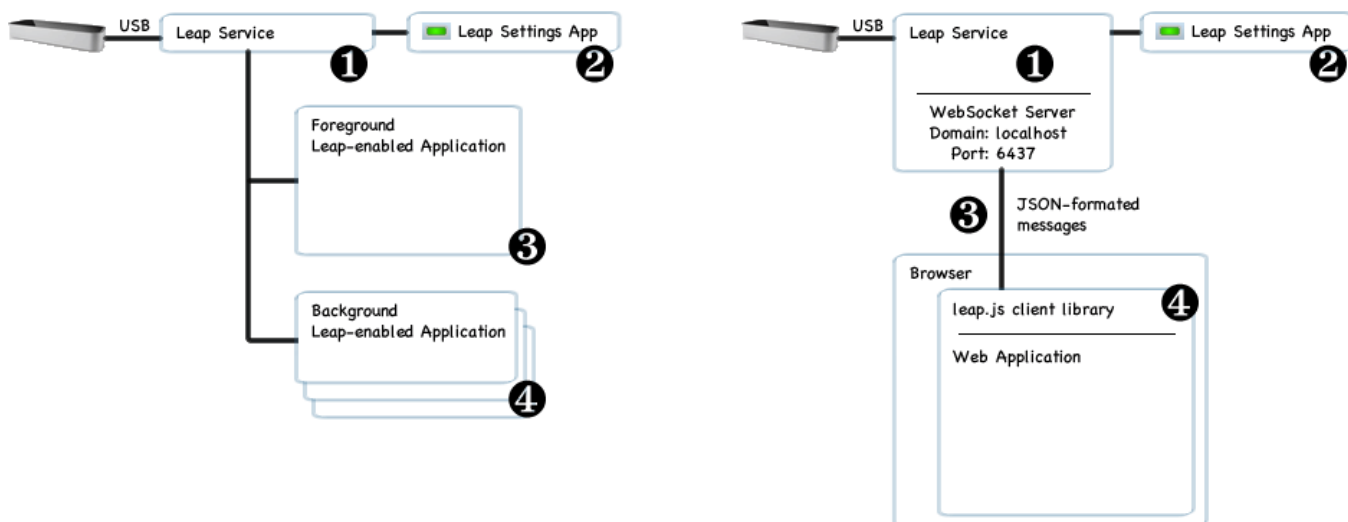 USB
Leap Service
❶
Leap Settings App
❷
Foreground
Leap-enabled Application
❸
Background
Leap-enabled Application
❹
USB
Leap Service
❶
Leap Settings App
❷
WebSocket Server
Domain: localhost
Port: 6437
❸
JSON-formated
messages
Browser
leap.js client library
❹
Web Application